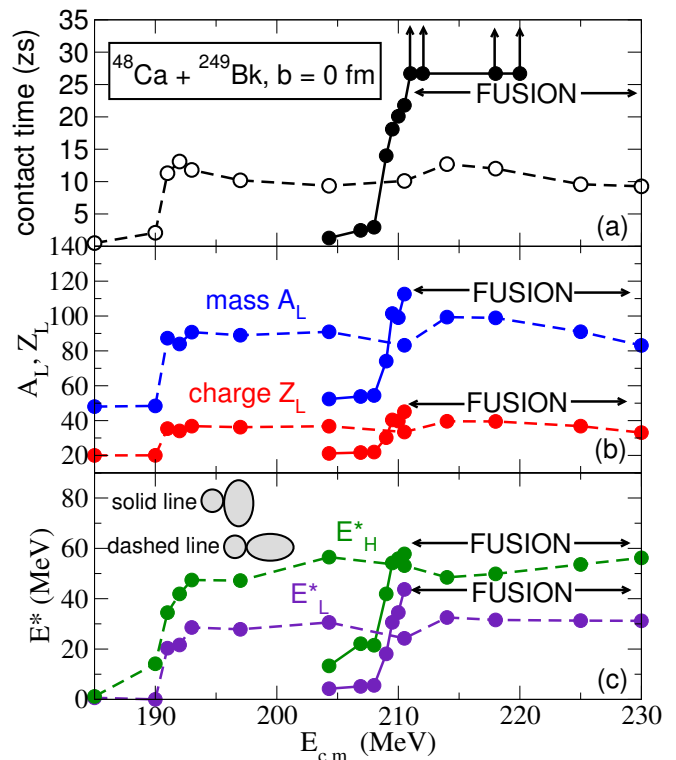 35
30
25
20
15
10
5
contact time (zs)
48Ca + 249Bk, b = 0 fm
FUSION
(a)
140
120
100
80
60
40
20
A_L, Z_L
mass A_L
FUSION
charge Z_L
FUSION
(b)
80
60
40
20
0
E* (MeV)
solid line
dashed line
E*_H
FUSION
E*_L
FUSION
(c)
190 200 210 220 230
E_c.m. (MeV)